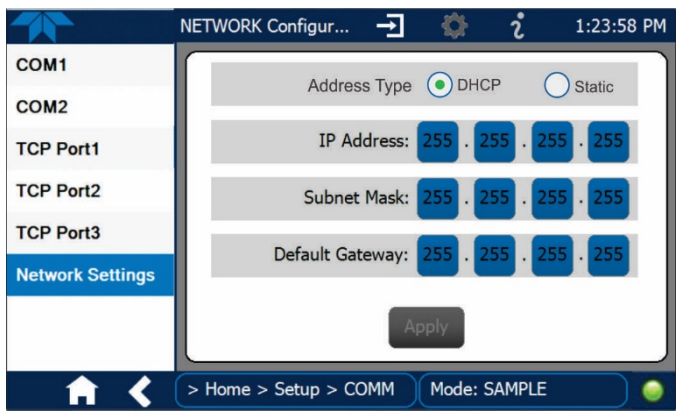 NETWORK Configur... 1:23:58 PM
COM1
COM2
TCP Port1
TCP Port2
TCP Port3
Network Settings
Address Type DHCP Static
IP Address: 255 . 255 . 255 . 255
Subnet Mask: 255 . 255 . 255 . 255
Default Gateway: 255 . 255 . 255 . 255
Apply
> Home > Setup > COMM Mode: SAMPLE